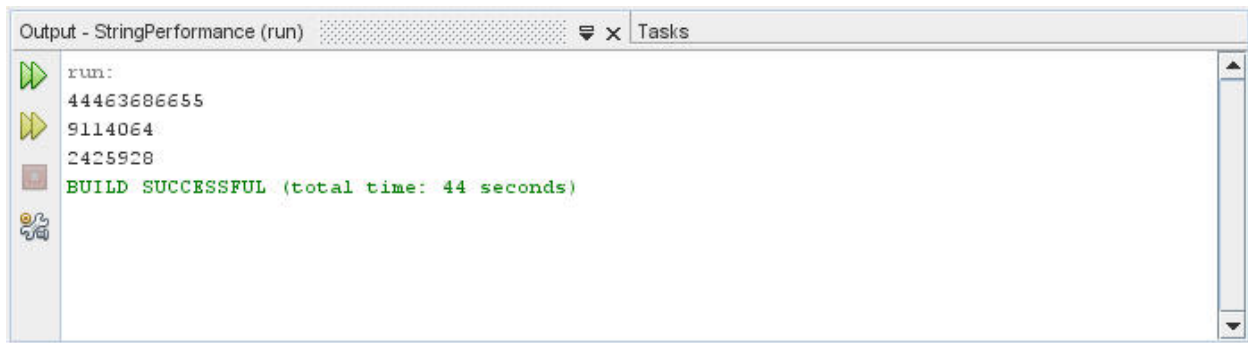 Output - StringPerformance (run)
Tasks
run:
44463686655
9114064
2425928
BUILD SUCCESSFUL (total time: 44 seconds)